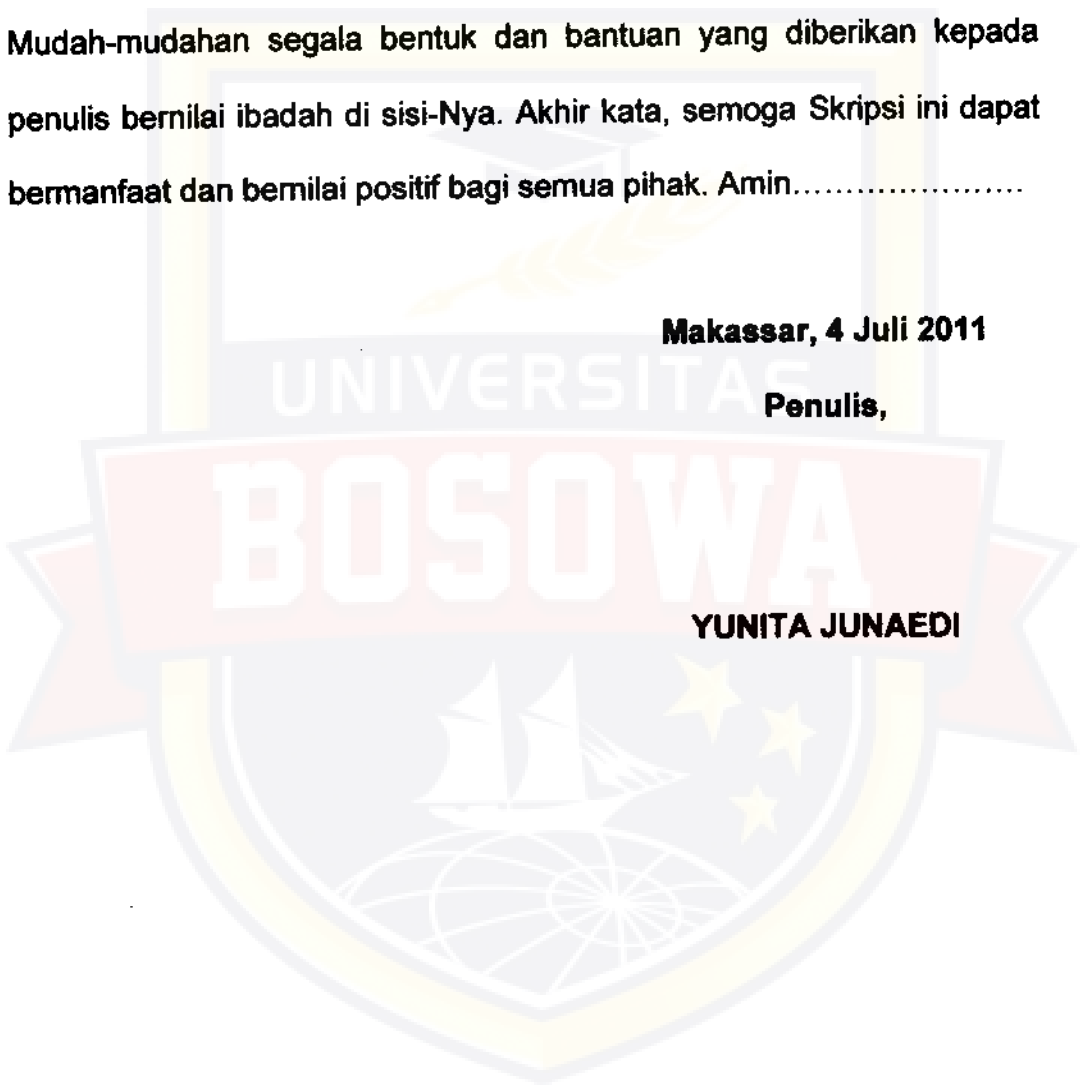 Mudah-mudahan segala bentuk dan bantuan yang diberikan kepada
penulis bernilai ibadah di sisi-Nya. Akhir kata, semoga Skripsi ini dapat
bermanfaat dan bernilai positif bagi semua pihak. Amin......................
Makassar, 4 Juli 2011
UNIVERSITAS
Penulis,
BOSOWA
YUNITA JUNAEDI